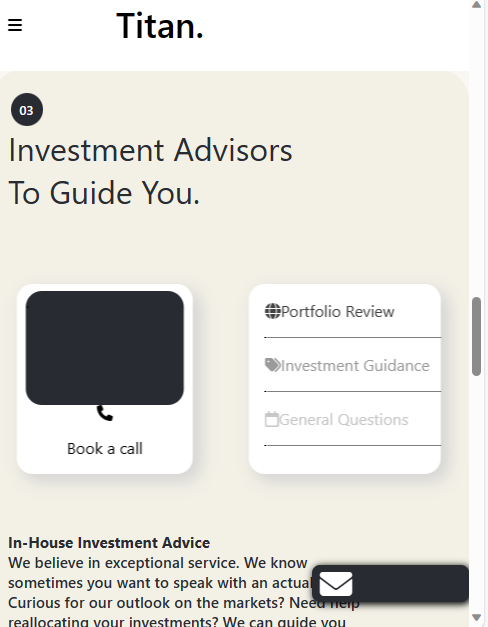 Titan.
03
Investment Advisors
To Guide You.
Portfolio Review
Investment Guidance
General Questions
Book a call
In-House Investment Advice
We believe in exceptional service. We know
sometimes you want to speak with an actual
Curious for our outlook on the markets? Need help
reallocating your investments? We can guide you